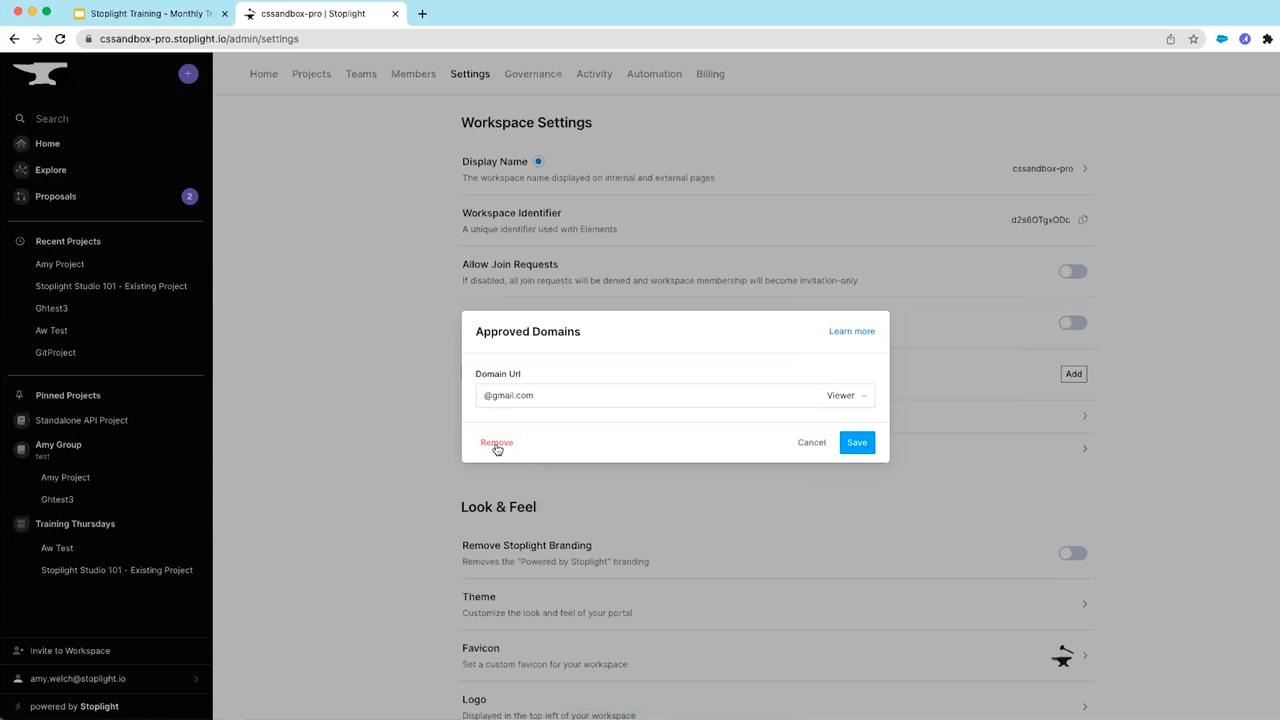 Stoplight Training - Monthly Tr
cssandbox-pro | Stoplight
cssandbox-pro.stoplight.io/admin/settings
Search
Home
Explore
Proposals
2
Recent Projects
Amy Project
Stoplight Studio 101 - Existing Project
Ghtest3
Aw Test
GitProject
Pinned Projects
Standalone API Project
Amy Group
test
Amy Project
Ghtest3
Training Thursdays
Aw Test
Stoplight Studio 101 - Existing Project
Invite to Workspace
amy.welch@stoplight.io
powered by Stoplight
Home Projects Teams Members Settings Governance Activity Automation Billing
Workspace Settings
Display Name
The workspace name displayed on internal and external pages
cssandbox-pro
Workspace Identifier
A unique identifier used with Elements
d2s6OTgxODc
Allow Join Requests
If disabled, all join requests will be denied and workspace membership will become invitation-only
Add
Approved Domains
Learn more
Domain Url
@gmail.com
Viewer
Remove
Cancel
Save
Look & Feel
Remove Stoplight Branding
Removes the "Powered by Stoplight" branding
Theme
Customize the look and feel of your portal
Favicon
Set a custom favicon for your workspace
Logo
Displayed in the top left of your workspace